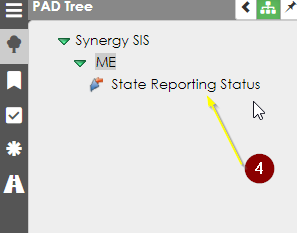 PAD Tree
Synergy SIS
ME
State Reporting Status
4